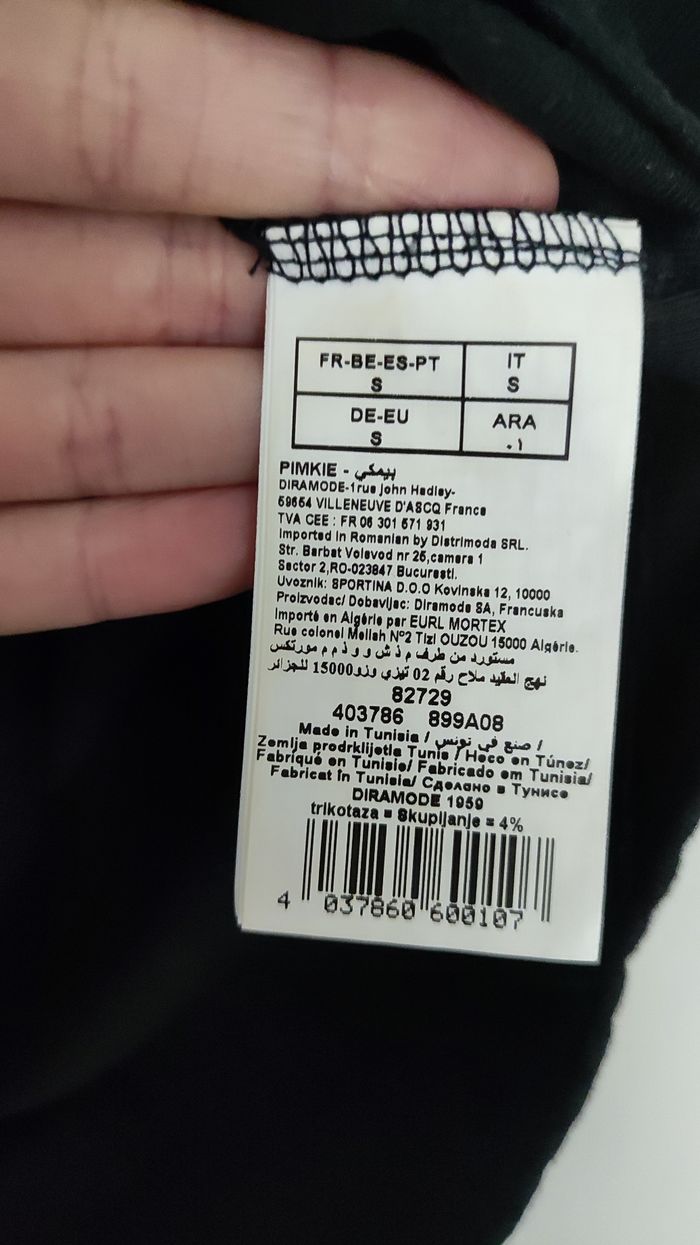 FR-BE-ES-PT
S
IT
S
DE-EU
S
ARA
٠١
PIMKIE - بيمكي
DIRAMODE-1rue John Hadley-
59654 VILLENEUVE D'ASCQ France
TVA CEE : FR 06 301 571 931
Imported in Romanian by Distrimoda SRL.
Str. Barbat Voievod nr 25,camera 1
Sector 2,RO-023847 Bucuresti.
Uvoznik: SPORTINA D.O.O Kovinska 12, 10000
Proizvodac/ Dobavljac: Diramode SA, Francuska
Importé en Algérie par EURL MORTEX
Rue colonel Mellah N°2 Tizi OUZOU 15000 Algérie.
مستورد من طرف م ذ ش و و ذ م م مورتكس
نهج العقيد ملاح رقم 02 تيزي وزو15000 للجزائر
82729
403786 899A08
Made in Tunisia / صنع في تونس /
Zemlja prodrklijetla Tunis / Heco en Túnez/
Fabriqué en Tunisie/ Fabricado em Tunisia/
Fabricat în Tunisia/ Сделано в Тунисе
DIRAMODE 1959
trikotaza = Skupljanje = 4%
4 037860 600107